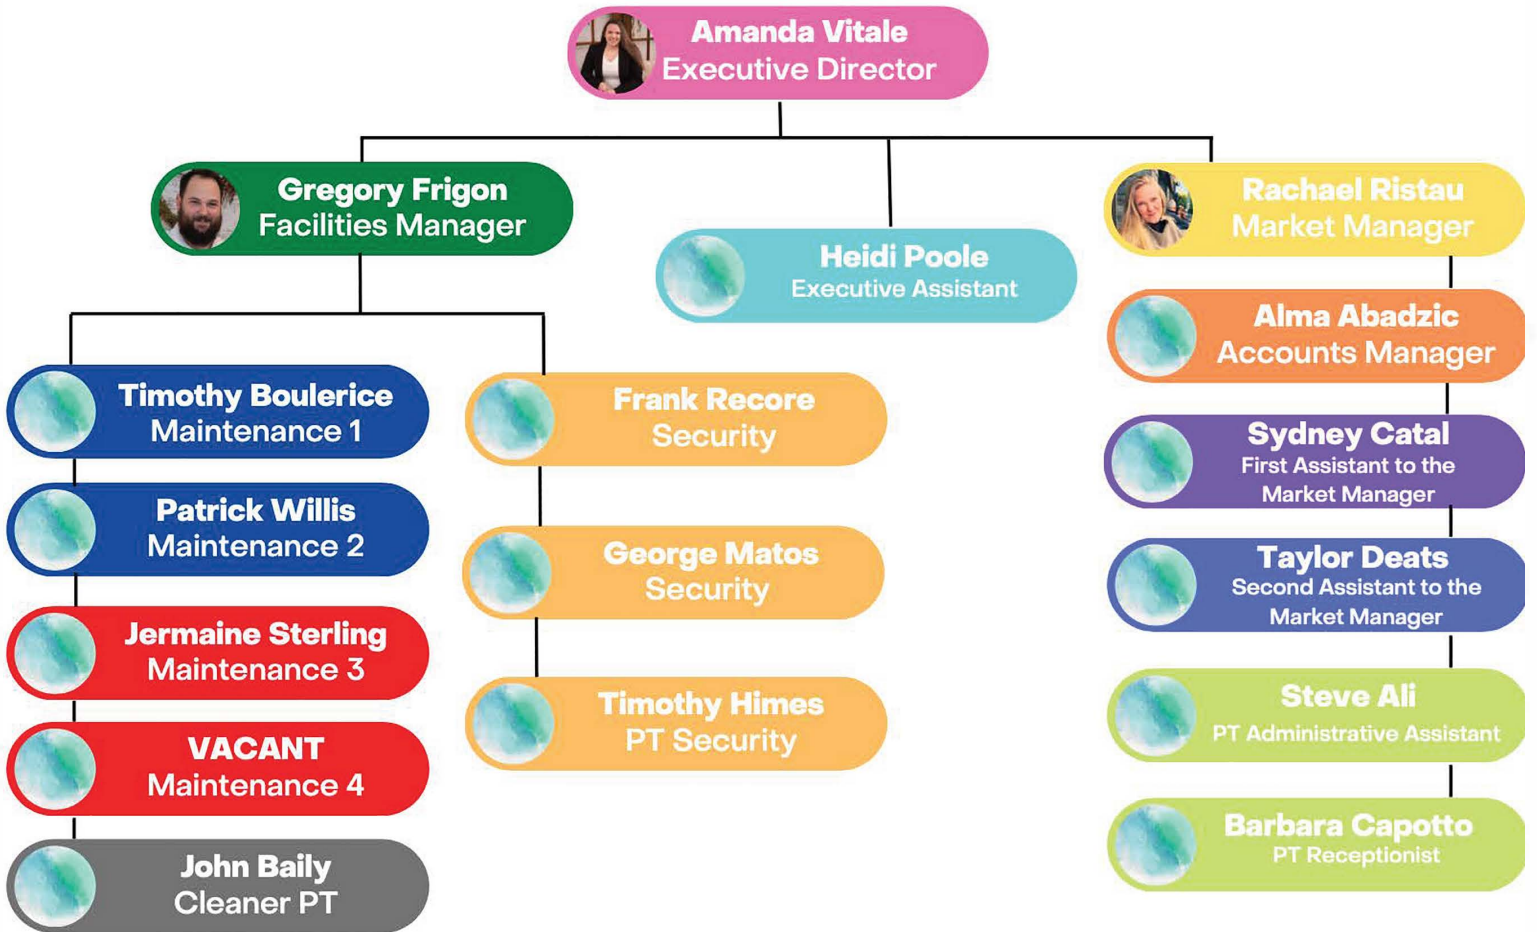 Amanda Vitale
Executive Director
Gregory Frigon
Facilities Manager
Heidi Poole
Executive Assistant
Rachael Ristau
Market Manager
Timothy Boulerice
Maintenance 1
Patrick Willis
Maintenance 2
Jermaine Sterling
Maintenance 3
VACANT
Maintenance 4
John Baily
Cleaner PT
Frank Recore
Security
George Matos
Security
Timothy Himes
PT Security
Alma Abadzic
Accounts Manager
Sydney Catal
First Assistant to the
Market Manager
Taylor Deats
Second Assistant to the
Market Manager
Steve Ali
PT Administrative Assistant
Barbara Capotto
PT Receptionist